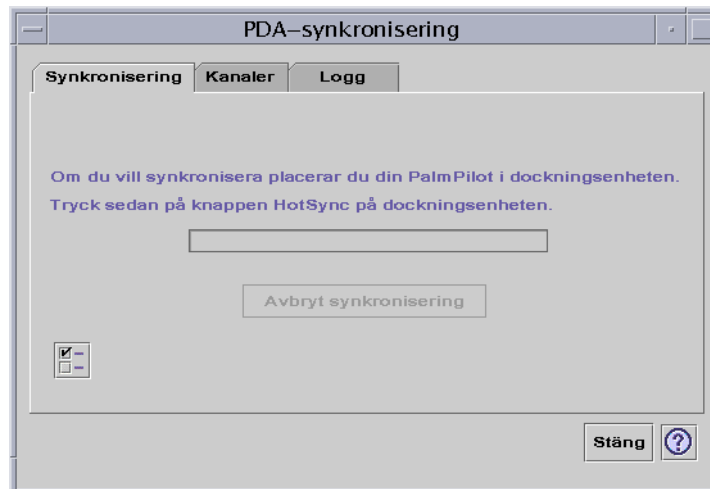 PDA–synkronisering
Synkronisering Kanaler Logg
Om du vill synkronisera placerar du din PalmPilot i dockningsenheten.
Tryck sedan på knappen HotSync på dockningsenheten.
Avbryt synkronisering
Stäng ?